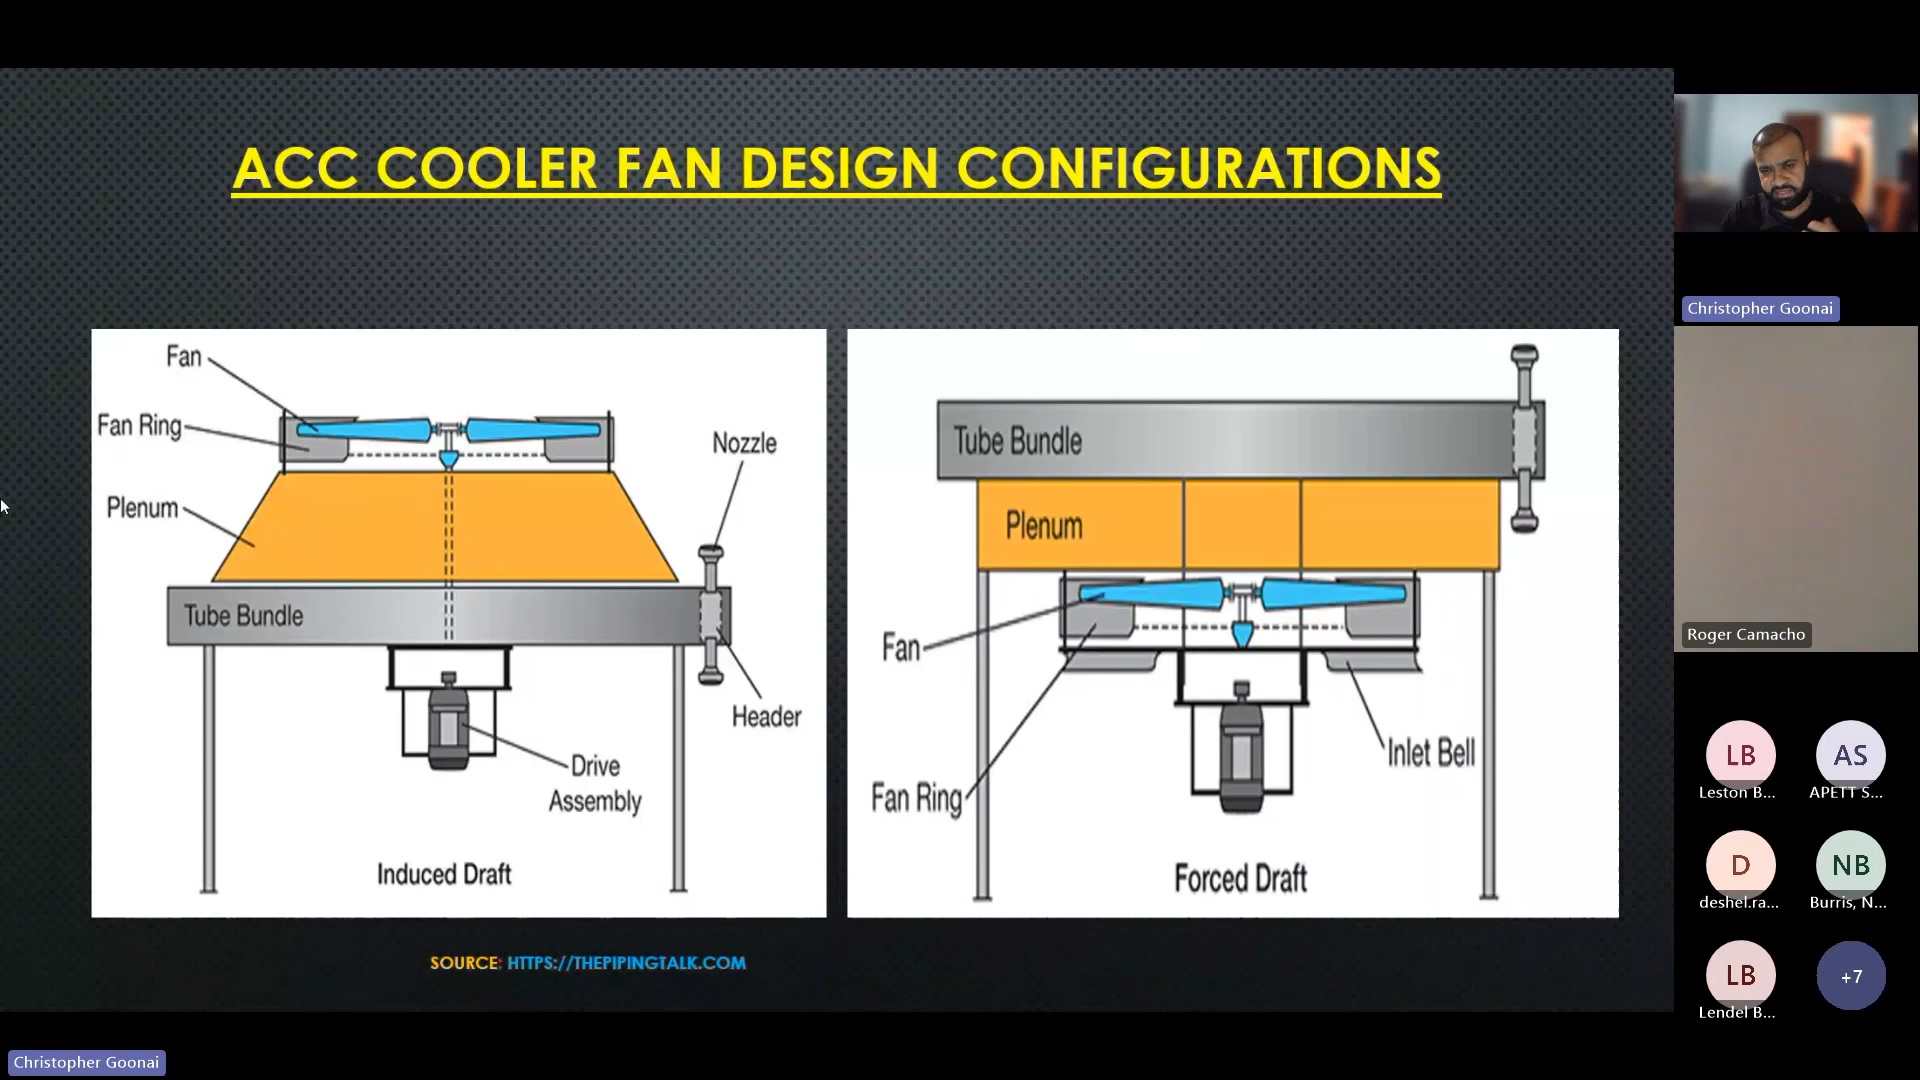 ACC COOLER FAN DESIGN CONFIGURATIONS
Fan
Fan Ring
Plenum
Nozzle
Tube Bundle
Header
Drive
Assembly
Induced Draft
Tube Bundle
Plenum
Fan
Fan Ring
Inlet Bell
Forced Draft
SOURCE: HTTPS://THEPIPINGTALK.COM
Christopher Goonai
Roger Camacho
LB
Leston B...
AS
APETT S...
D
deshel.ra...
NB
Burris, N...
LB
Lendel B...
+7
Christopher Goonai